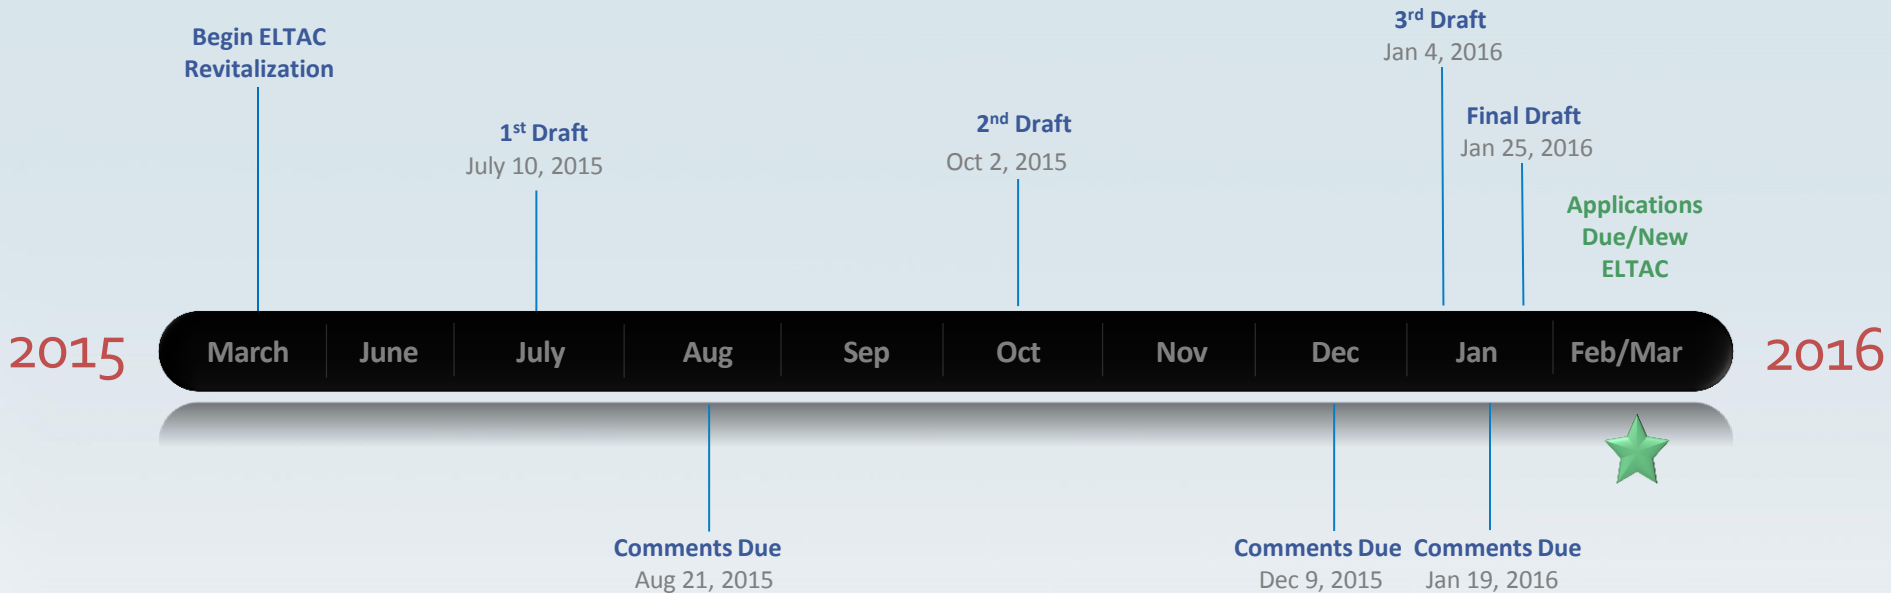 Begin ELTAC
Revitalization
1st Draft
July 10, 2015
2nd Draft
Oct 2, 2015
3rd Draft
Jan 4, 2016
Final Draft
Jan 25, 2016
Applications
Due/New
ELTAC
2015
March
June
July
Aug
Sep
Oct
Nov
Dec
Jan
Feb/Mar
2016
Comments Due
Aug 21, 2015
Comments Due
Dec 9, 2015
Comments Due
Jan 19, 2016